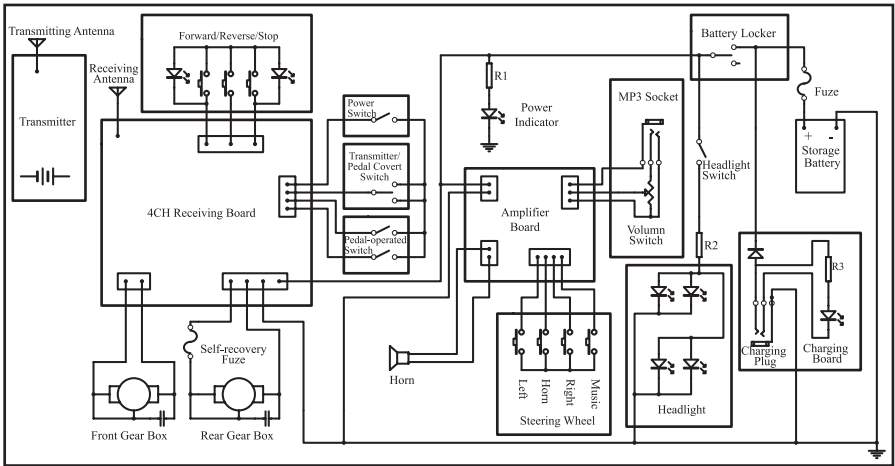 Transmitting Antenna
Transmitter
Receiving
Antenna
Forward/Reverse/Stop
4CH Receiving Board
Power
Switch
Transmitter/
Pedal Covert
Switch
Pedal-operated
Switch
Self-recovery
Fuze
Front Gear Box
Rear Gear Box
R1
Power
Indicator
Amplifier
Board
Horn
Left
Horn
Right
Music
Steering Wheel
MP3 Socket
Volumn
Switch
Battery Locker
Headlight
Switch
R2
Headlight
Fuze
+ -
Storage
Battery
R3
Charging
Plug
Charging
Board